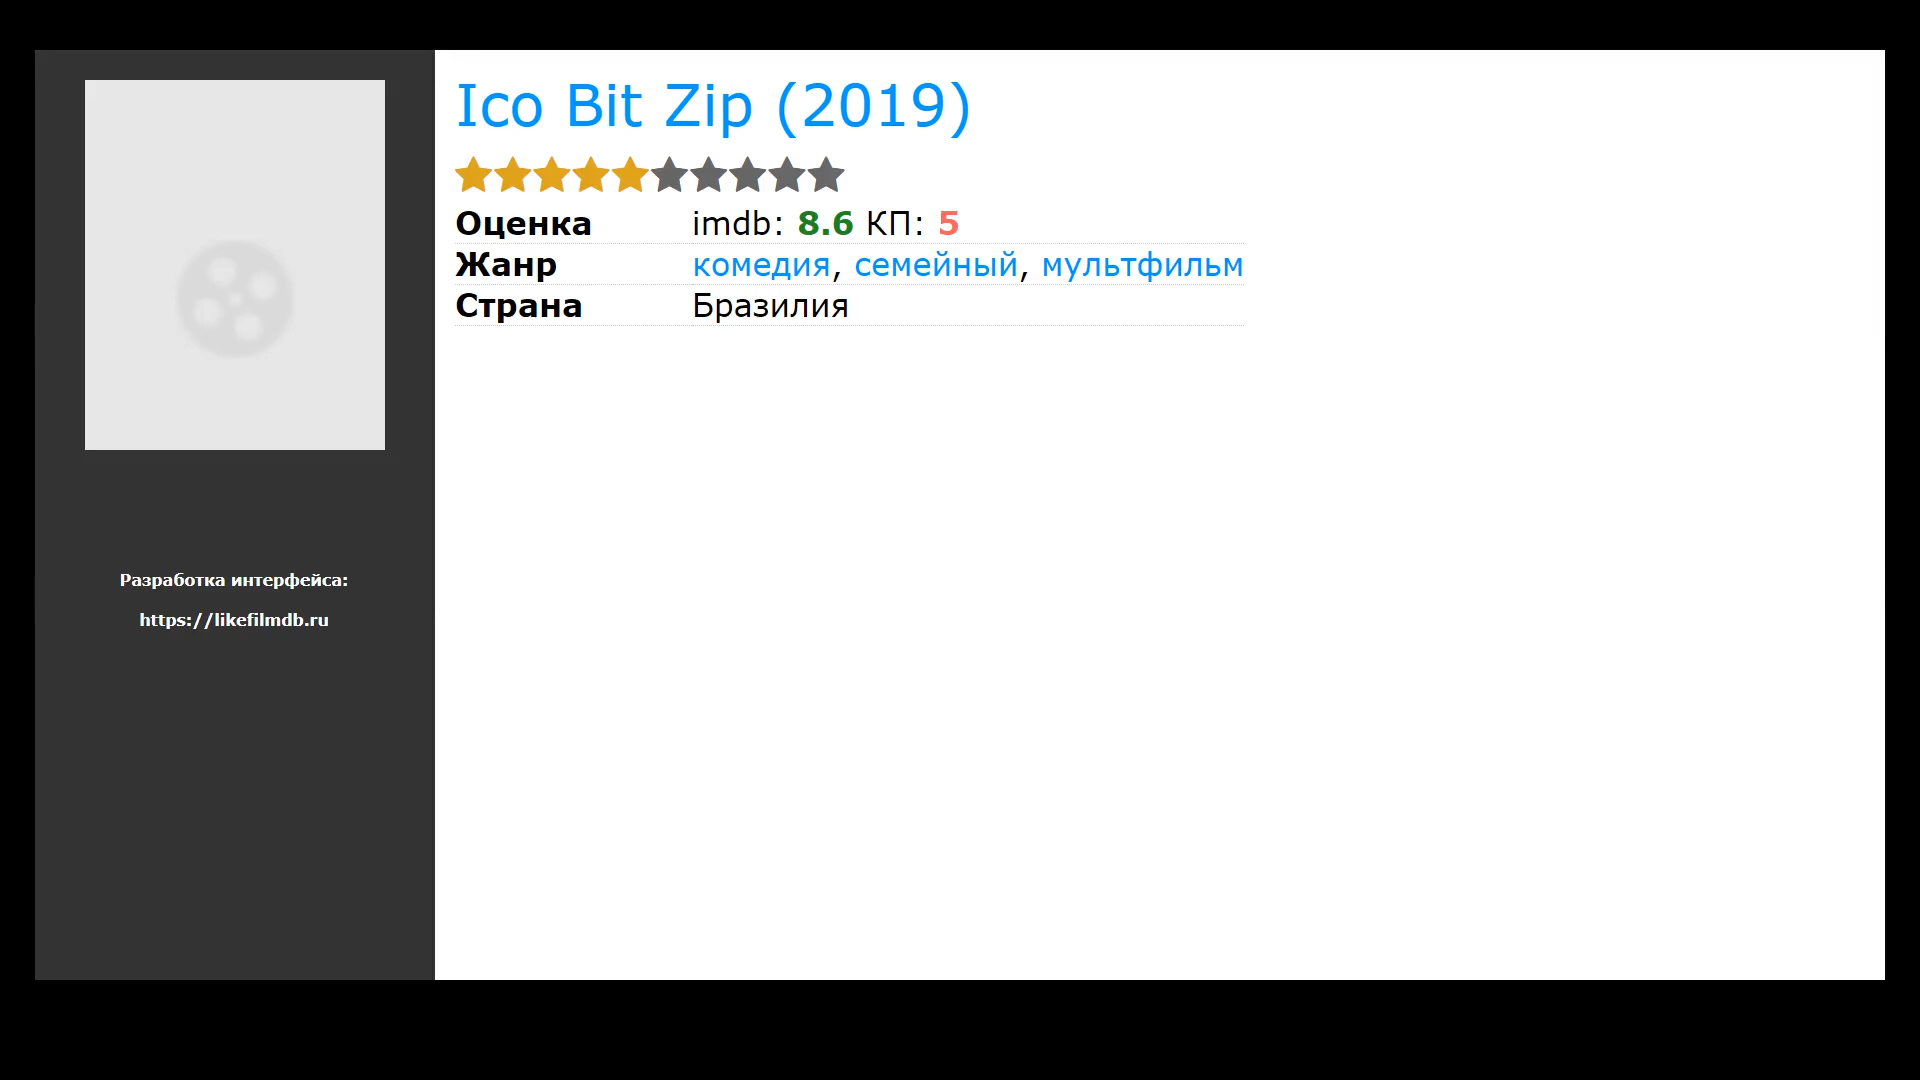 Ico Bit Zip (2019)
Оценка imdb: 8.6 КП: 5
Жанр комедия, семейный, мультфильм
Страна Бразилия
Разработка интерфейса:
https://likefilmdb.ru